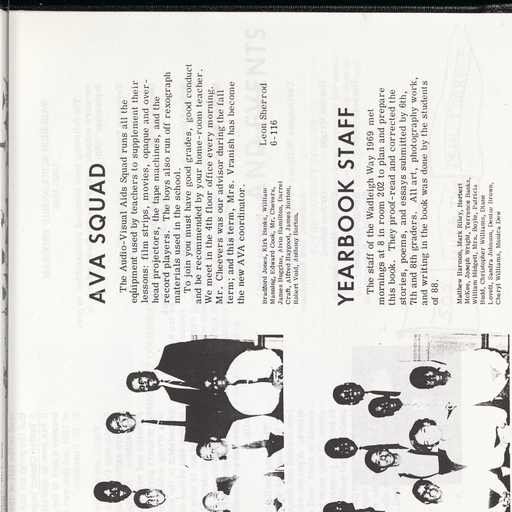 AVA SQUAD
The Audio-Visual Aids Squad runs all the
equipment used by teachers to supplement their
lessons: film strips, movies, opaque and over-
head projectors, the tape machines, and the
record players. The boys also run off rexograph
materials used in the school.
To join you must have good grades, good conduct
and be recommended by your home-room teacher.
We meet in the 4th floor office every morning.
Mr. Cheevers was our advisor during the fall
term; and this term, Mrs. Vranish has become
the new AVA coordinator.
Leon Sherrod
6-116
Bradford Jones, Kirk Banks, William
Manning, Edward Cook, Mr. Cheevers,
James Huggins, Avon Hamilton, Darret
Craft, Alfred Hapgood, James Horton,
Robert Veal, Anthony Horton,
YEARBOOK STAFF
The staff of the Wadleigh Way 1969 met
mornings at 8 in room 202 to plan and prepare
this book. They proof-read and corrected the
stories, poems, and essays submitted by 6th,
7th and 8th graders. All art, photography work,
and writing in the book was done by the students
of 88.
Matthew Harmon, Mark Riley, Herbert
McKee, Joseph Wright, Terrence Banks,
William Midgett, Mrs. Boyle, Patricia
Budd, Christopher Williams, Diane
Lovett, Sandra Johnson, Denise Brown,
Cheryl Williams, Monica Dew